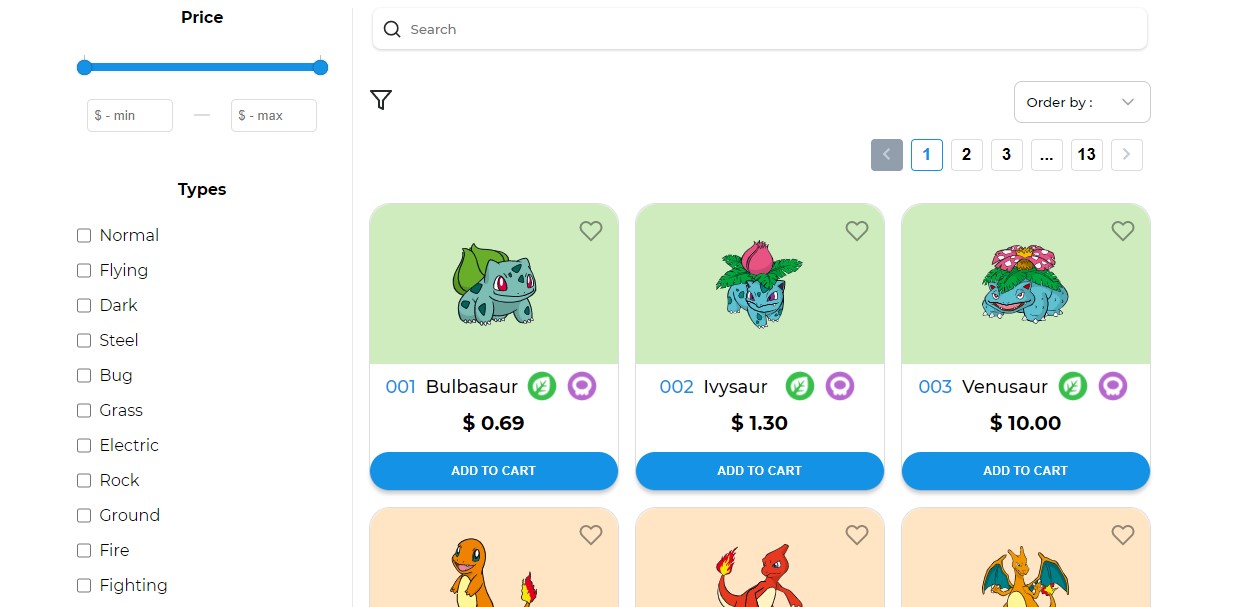 Price
$ - min
$ - max
Types
Normal
Flying
Dark
Steel
Bug
Grass
Electric
Rock
Ground
Fire
Fighting
Search
Order by :
1 2 3 ... 13
001 Bulbasaur
$ 0.69
ADD TO CART
002 Ivysaur
$ 1.30
ADD TO CART
003 Venusaur
$ 10.00
ADD TO CART